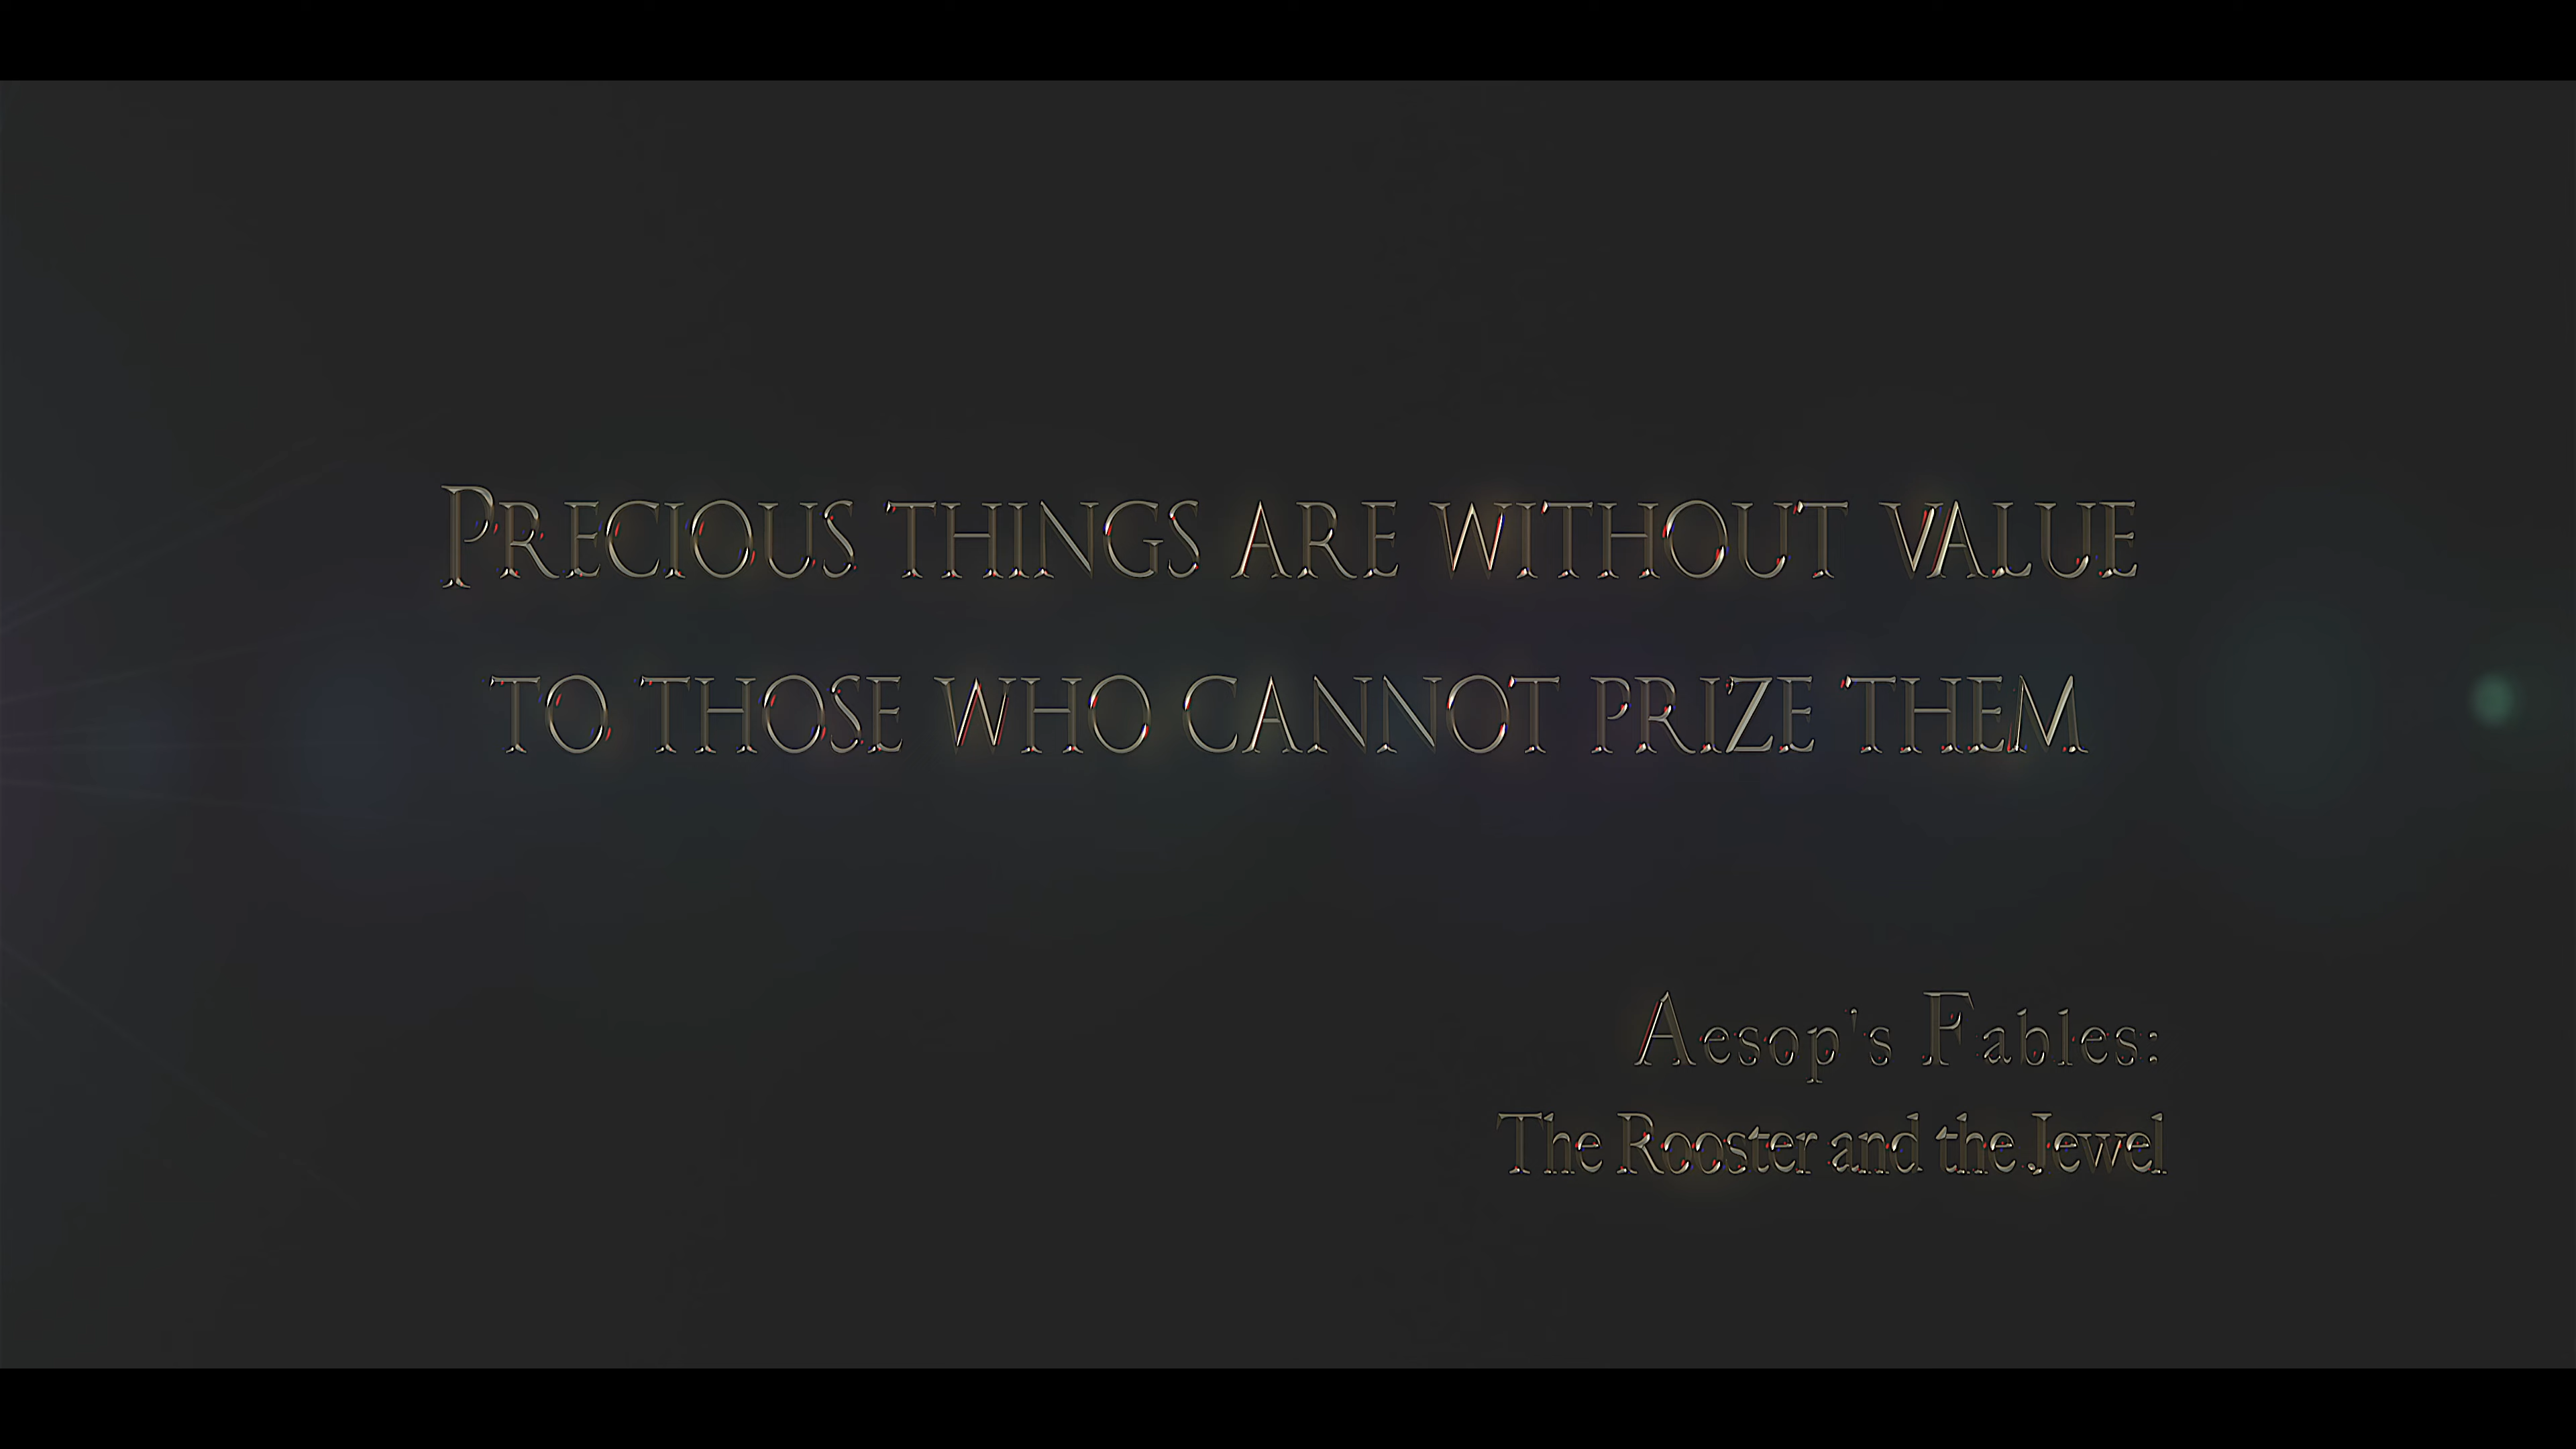 Precious things are without value
to those who cannot prize them
Aesop's Fables:
The Rooster and the Jewel